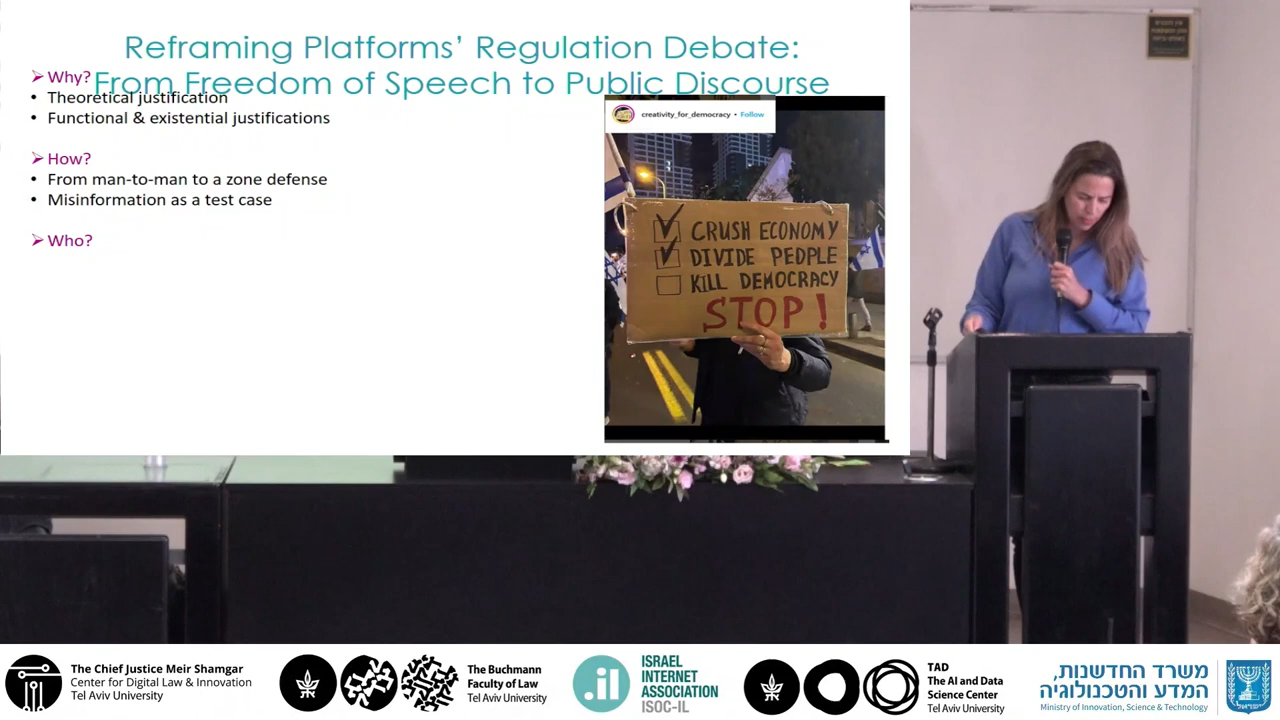 Reframing Platforms’ Regulation Debate:
From Freedom of Speech to Public Discourse
➢ Why?
• Theoretical justification
• Functional & existential justifications
➢ How?
• From man-to-man to a zone defense
• Misinformation as a test case
➢ Who?
creativity_for_democracy • Follow
CRUSH ECONOMY
DIVIDE PEOPLE
KILL DEMOCRACY
STOP!
The Chief Justice Meir Shamgar
Center for Digital Law & Innovation
Tel Aviv University
The Buchmann
Faculty of Law
Tel Aviv University
.il
ISRAEL
INTERNET
ASSOCIATION
ISOC-IL
TAD
The AI and Data
Science Center
Tel Aviv University
משרד החדשנות,
המדע והטכנולוגיה
Ministry of Innovation, Science & Technology